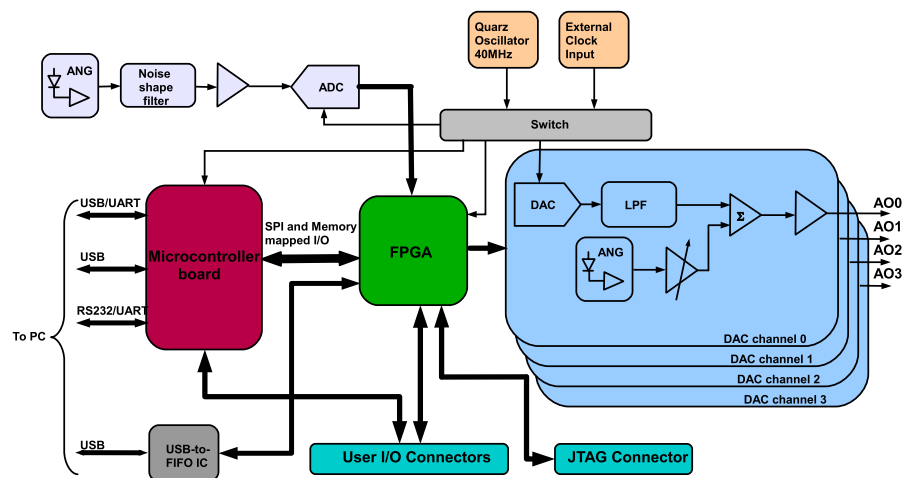 Quarz
Oscillator
40MHz
External
Clock
Input
ANG
Noise
shape
filter
ADC
Switch
USB/UART
USB
RS232/UART
To PC
USB
Microcontroller
board
SPI and Memory
mapped I/O
FPGA
DAC
LPF
Σ
ANG
AO0
AO1
AO2
AO3
DAC channel 0
DAC channel 1
DAC channel 2
DAC channel 3
USB-to-
FIFO IC
User I/O Connectors
JTAG Connector